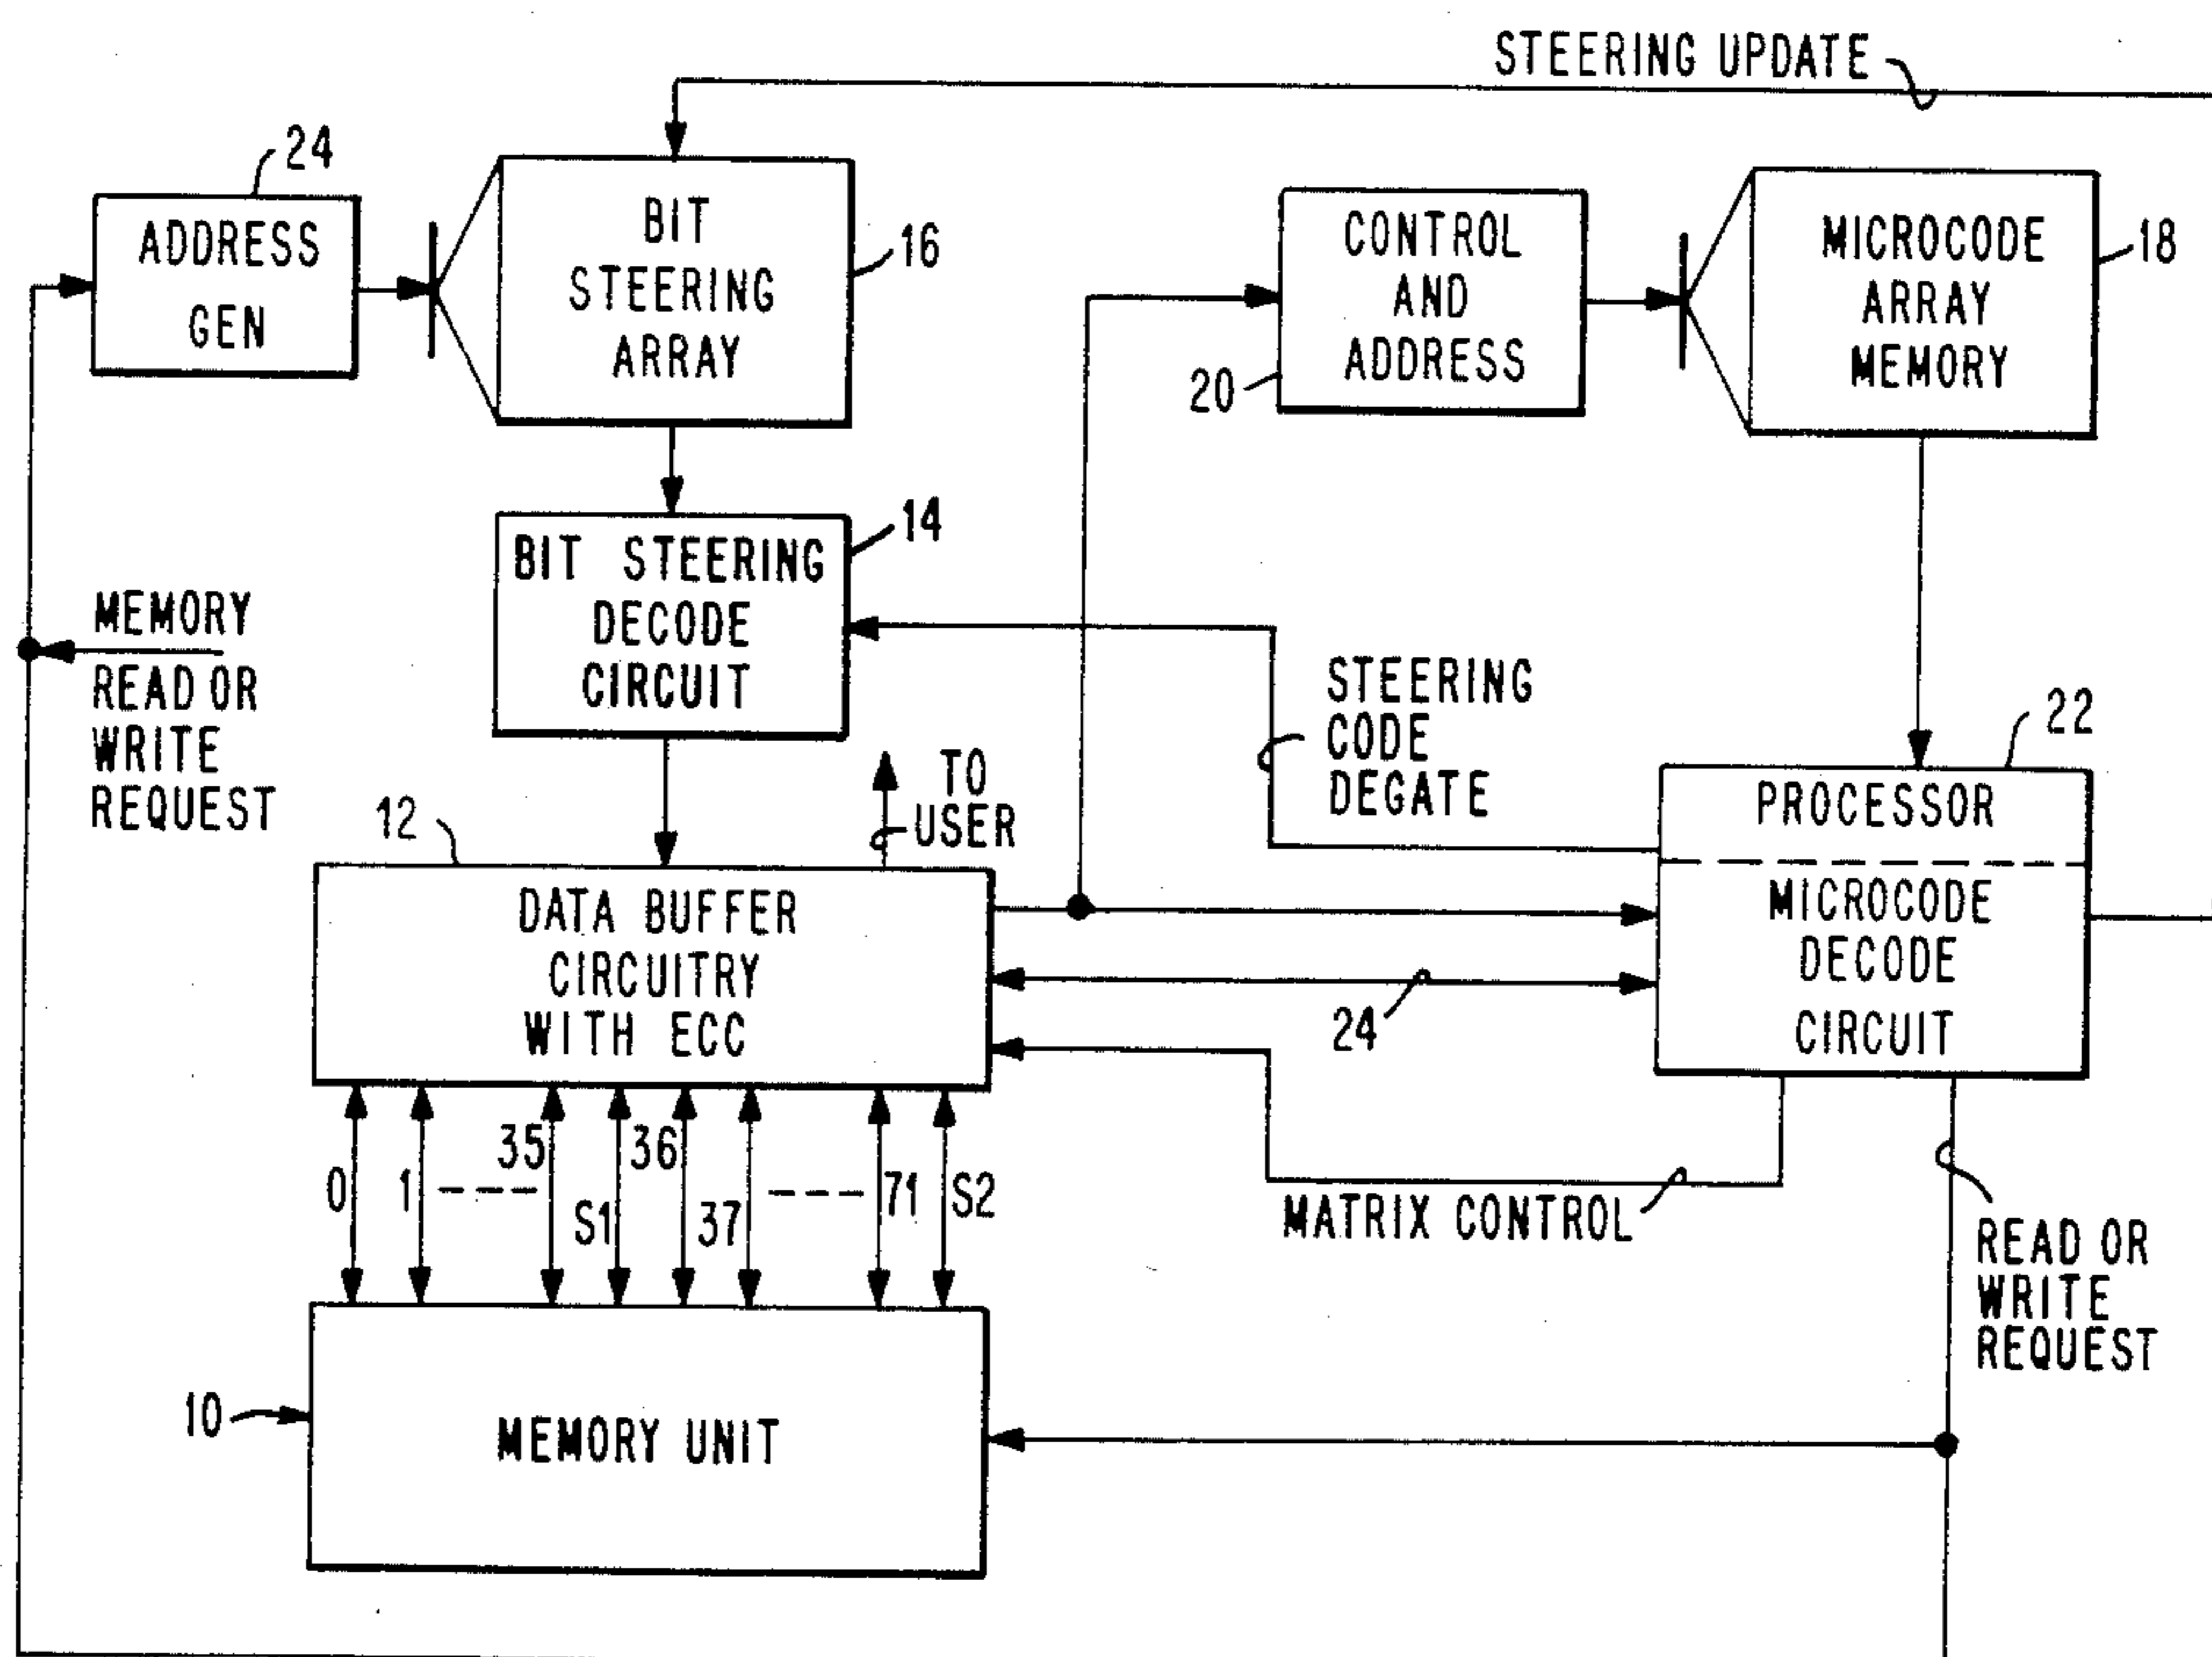 STEERING UPDATE
24
ADDRESS
GEN
BIT
STEERING
ARRAY
16
CONTROL
AND
ADDRESS
20
MICROCODE
ARRAY
MEMORY
18
BIT STEERING
DECODE
CIRCUIT
14
MEMORY
READ OR
WRITE
REQUEST
STEERING
CODE
DEGATE
22
PROCESSOR
MICROCODE
DECODE
CIRCUIT
12
TO
USER
DATA BUFFER
CIRCUITRY
WITH ECC
24
MATRIX CONTROL
0
1
35
S1
36
37
71
S2
READ OR
WRITE
REQUEST
10
MEMORY UNIT